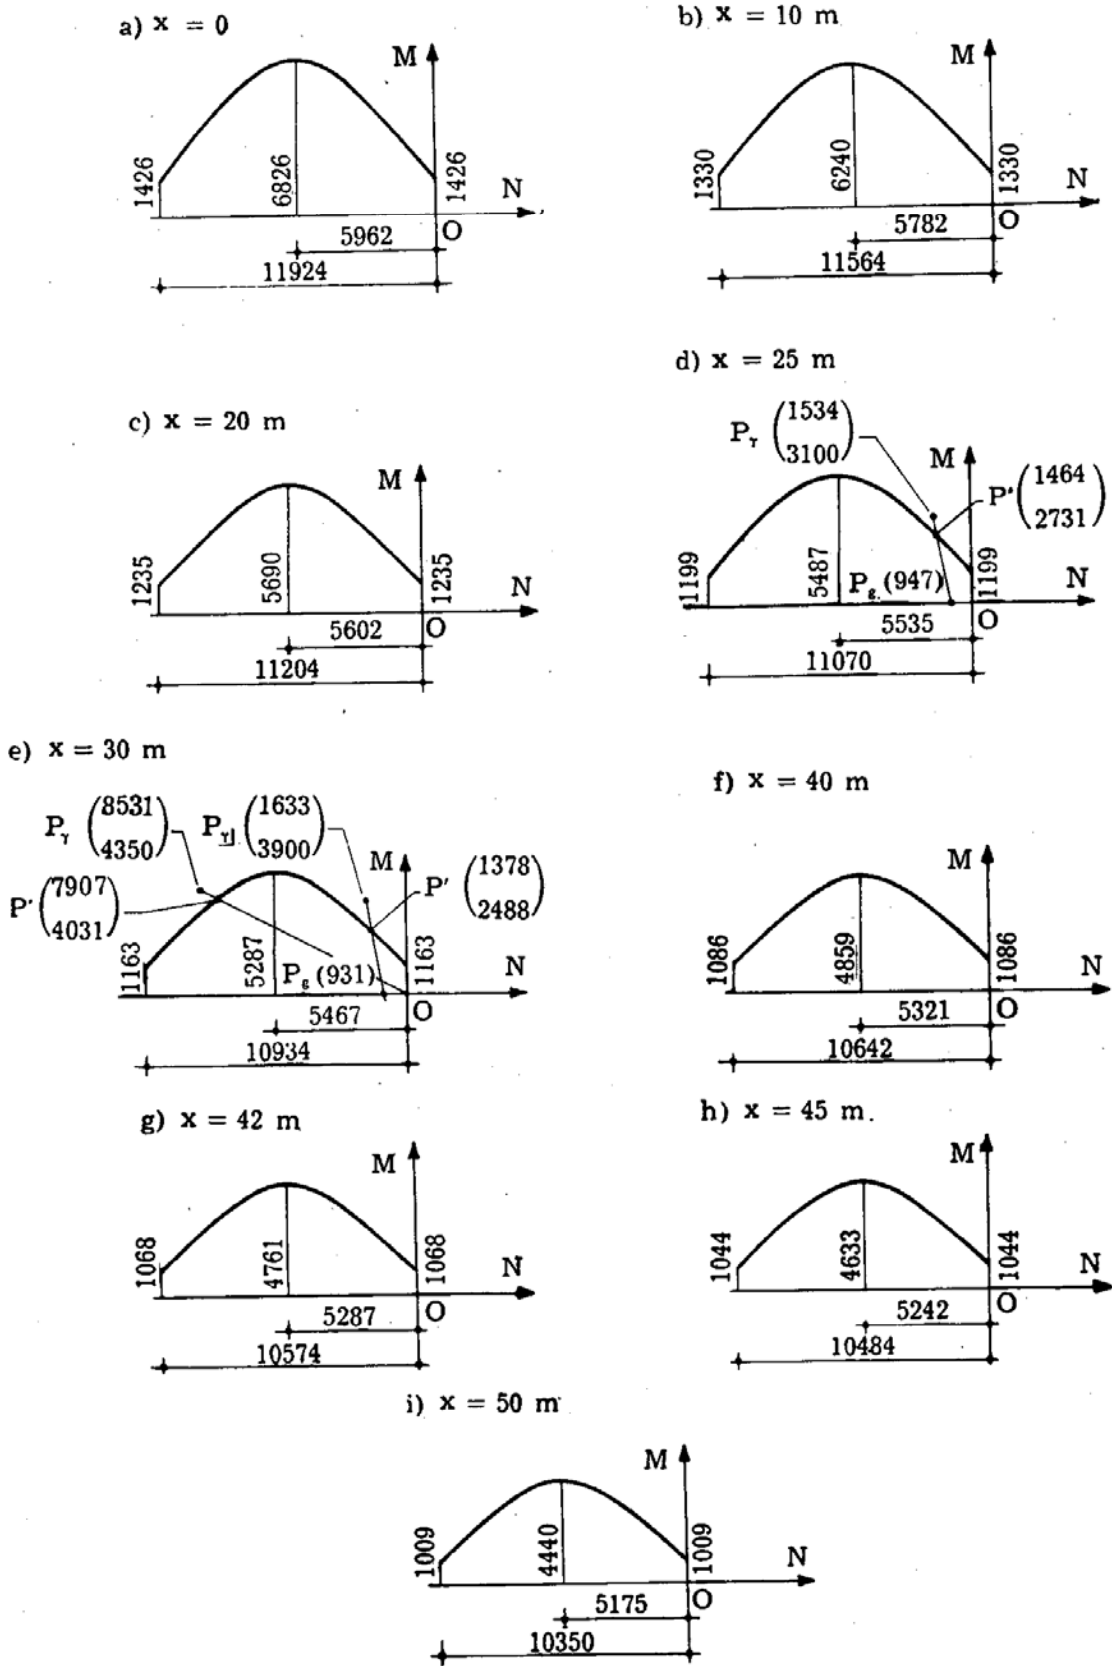 a) x = 0
M
1426
6826
1426
N
O
5962
11924
b) x = 10 m
M
1330
6240
1330
N
O
5782
11564
c) x = 20 m
M
1235
5690
1235
N
O
5602
11204
d) x = 25 m
Pγ (1534
3100)
M
P' (1464
2731)
1199
5487
Pg (947)
1199
N
O
5535
11070
e) x = 30 m
Pγ (8531
4350)
Pγ (1633
3900)
M
P' (7907
4031)
P' (1378
2488)
1163
5287
Pg (931)
1163
N
O
5467
10934
f) x = 40 m
M
1086
4859
1086
N
O
5321
10642
g) x = 42 m
M
1068
4761
1068
N
O
5287
10574
h) x = 45 m.
M
1044
4633
1044
N
O
5242
10484
i) x = 50 m
M
1009
4440
1009
N
O
5175
10350